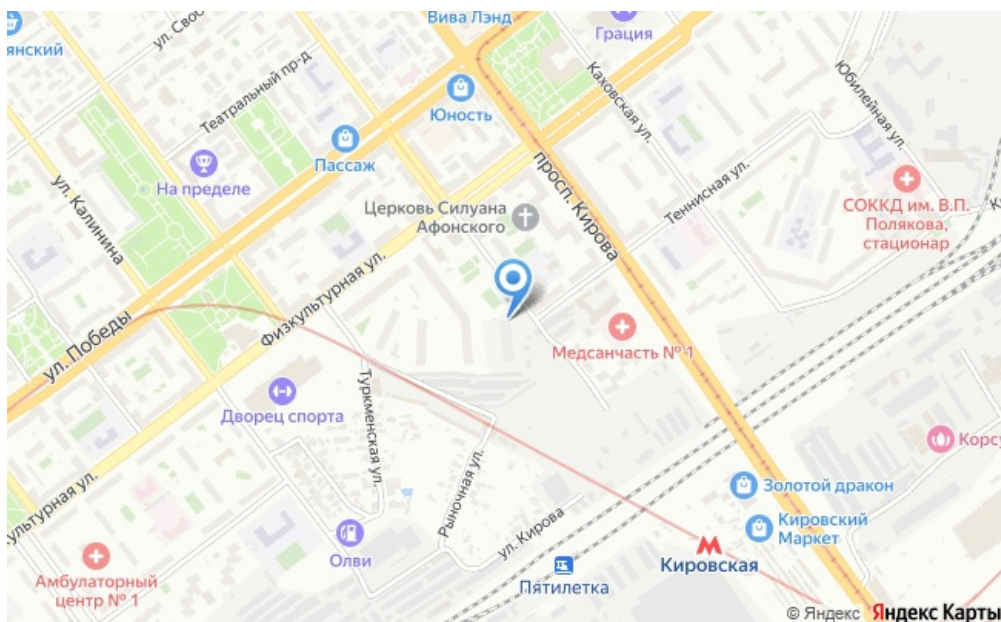 Вива Лэнд
Грация
янский
ул. Своб
Театральный пр-д
Юность
Каховская ул.
Юбилейная ул.
Пассаж
На пределе
ул. Калинина
Церковь Силуана
Афонского
просп. Кирова
Теннисная ул.
СОККД им. В.П.
Полякова,
стационар
К
Физкультурная ул.
ул. Победы
Медсанчасть № 1
Дворец спорта
Туркменская ул.
Корсу
Рыночная ул.
Золотой дракон
культурная ул.
Кировский
Маркет
ул. Кирова
Олви
Кировская
Пятилетка
Амбулаторный
центр № 1
© Яндекс Яндекс Карты